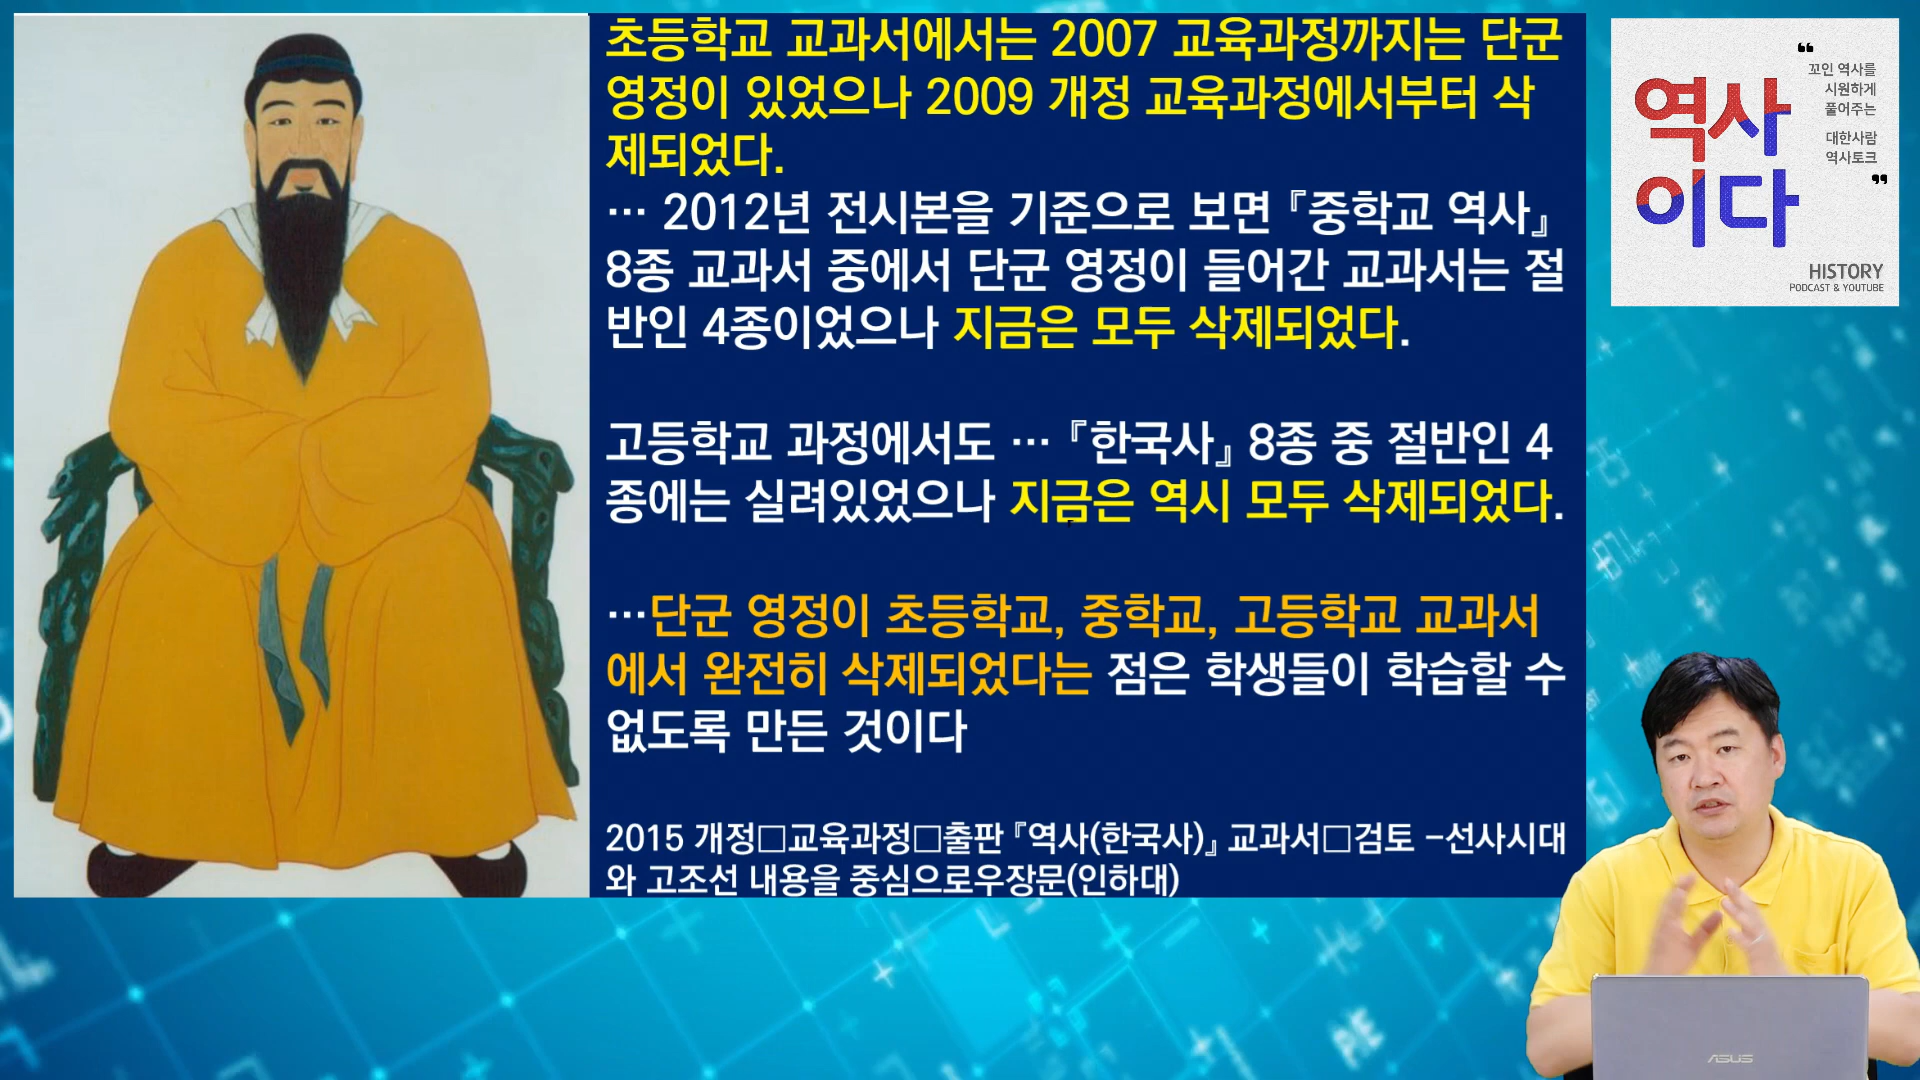 초등학교 교과서에서는 2007 교육과정까지는 단군
영정이 있었으나 2009 개정 교육과정에서부터 삭
제되었다.
… 2012년 전시본을 기준으로 보면 『중학교 역사』
8종 교과서 중에서 단군 영정이 들어간 교과서는 절
반인 4종이었으나 지금은 모두 삭제되었다.
고등학교 과정에서도 … 『한국사』 8종 중 절반인 4
종에는 실려있었으나 지금은 역시 모두 삭제되었다.
…단군 영정이 초등학교, 중학교, 고등학교 교과서
에서 완전히 삭제되었다는 점은 학생들이 학습할 수
없도록 만든 것이다
2015 개정□교육과정□출판 『역사(한국사)』 교과서□검토 -선사시대
와 고조선 내용을 중심으로우장문(인하대)
❝
꼬인 역사를
시원하게
풀어주는
대한사람
역사토크
❞
역사
이다
HISTORY
PODCAST & YOUTUBE
ASUS